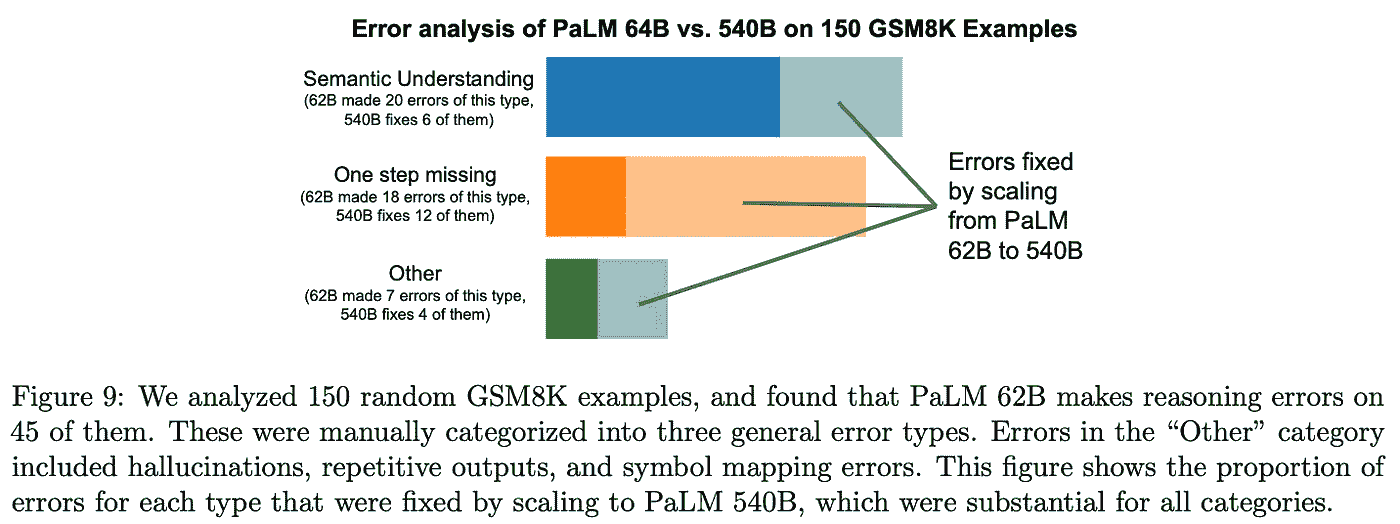 Error analysis of PaLM 64B vs. 540B on 150 GSM8K Examples
Semantic Understanding
(62B made 20 errors of this type,
540B fixes 6 of them)
One step missing
(62B made 18 errors of this type,
540B fixes 12 of them)
Other
(62B made 7 errors of this type,
540B fixes 4 of them)
Errors fixed
by scaling
from PaLM
62B to 540B
Figure 9: We analyzed 150 random GSM8K examples, and found that PaLM 62B makes reasoning errors on
45 of them. These were manually categorized into three general error types. Errors in the “Other” category
included hallucinations, repetitive outputs, and symbol mapping errors. This figure shows the proportion of
errors for each type that were fixed by scaling to PaLM 540B, which were substantial for all categories.